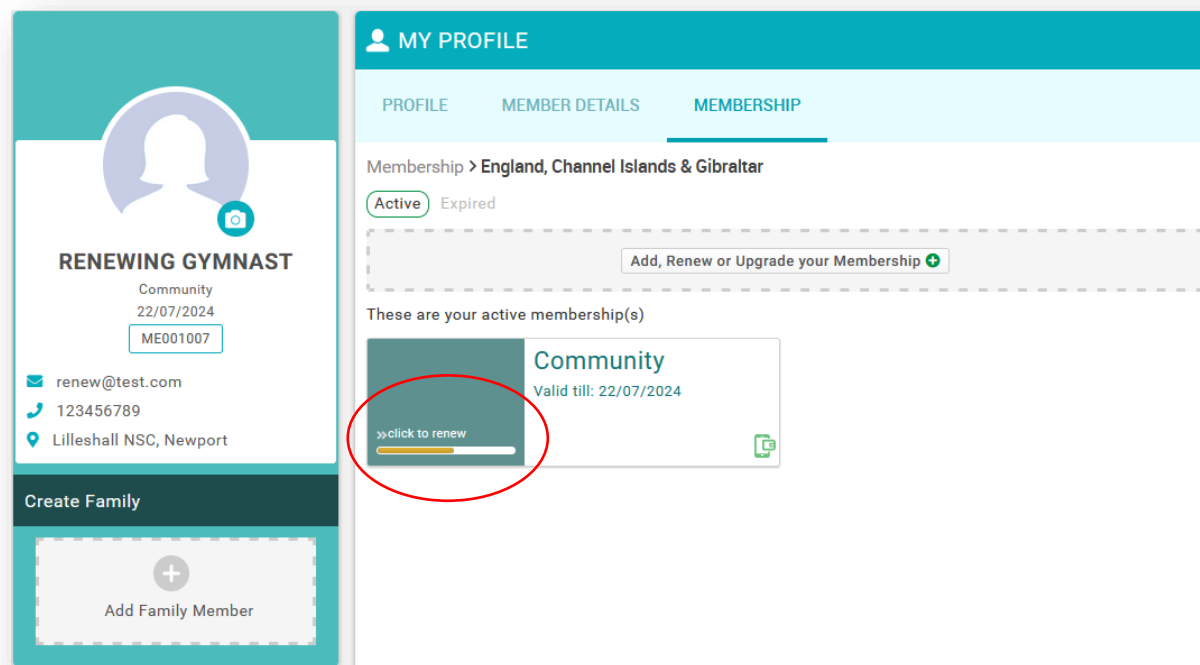 RENEWING GYMNAST
Community
22/07/2024
ME001007
renew@test.com
123456789
Lilleshall NSC, Newport
Create Family
Add Family Member
MY PROFILE
PROFILE MEMBER DETAILS MEMBERSHIP
Membership > England, Channel Islands & Gibraltar
Active Expired
Add, Renew or Upgrade your Membership
These are your active membership(s)
Community
Valid till: 22/07/2024
»click to renew